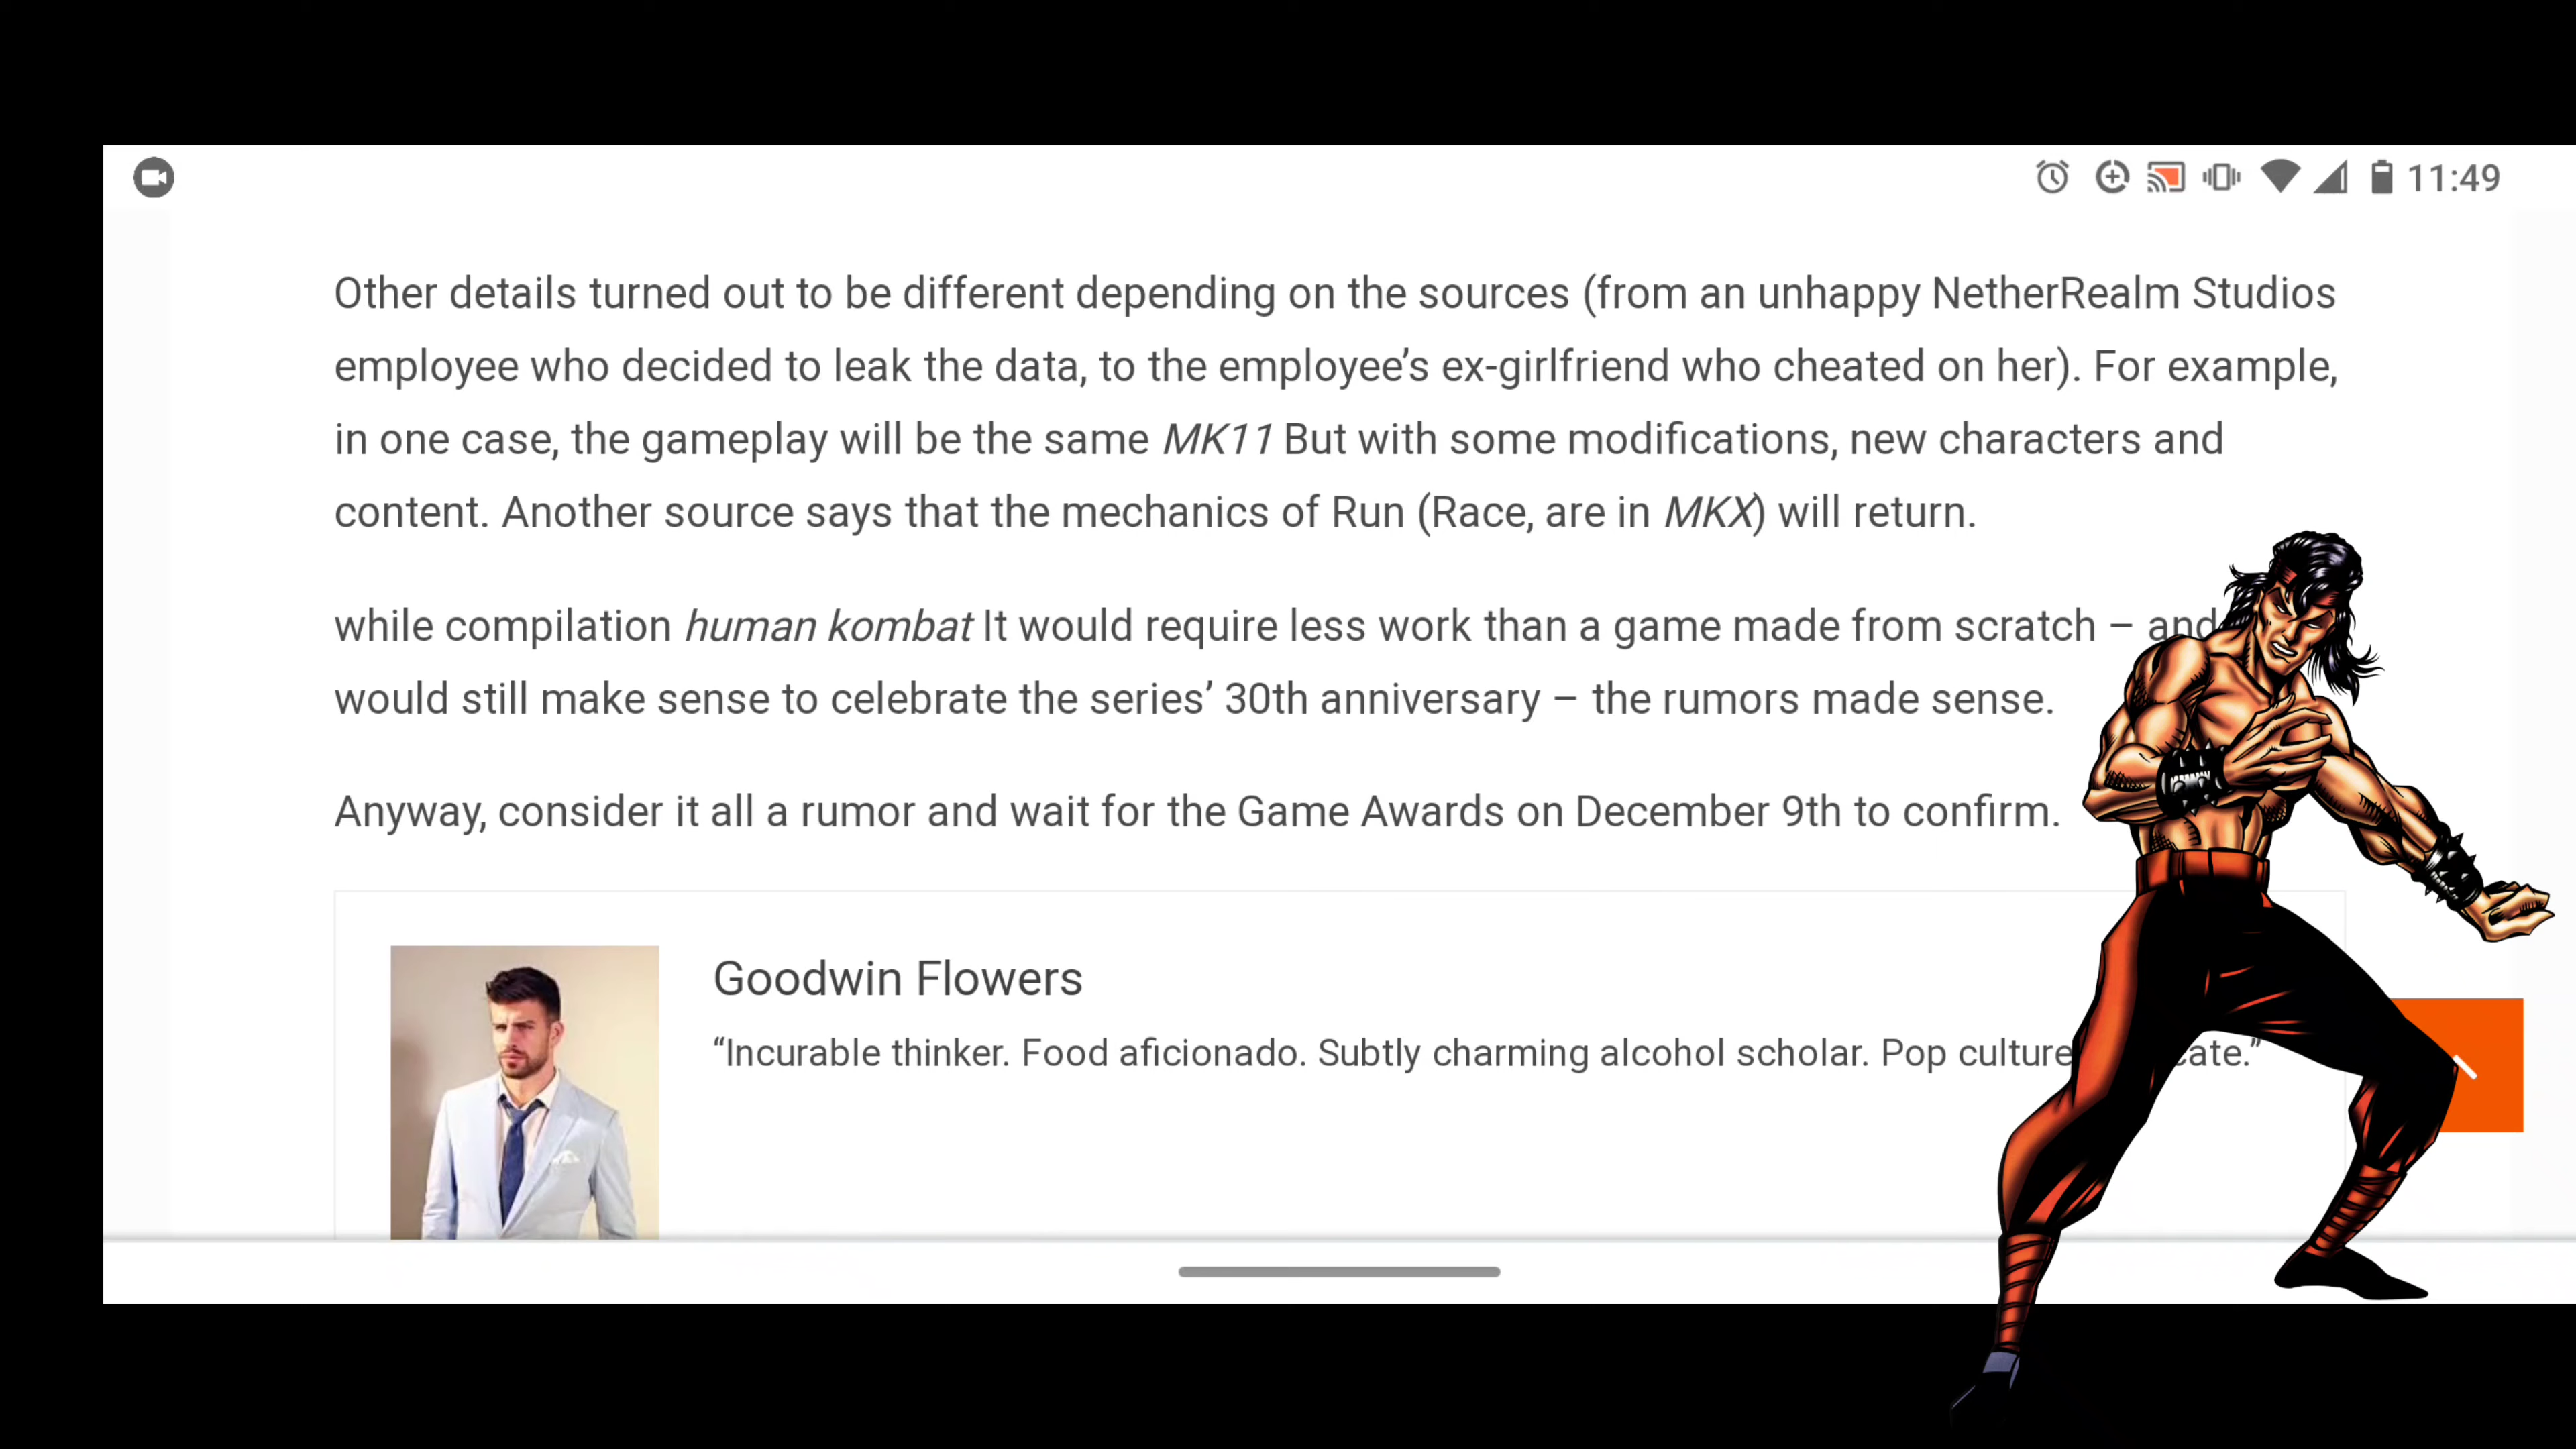 11:49
Other details turned out to be different depending on the sources (from an unhappy NetherRealm Studios
employee who decided to leak the data, to the employee’s ex-girlfriend who cheated on her). For example,
in one case, the gameplay will be the same MK11 But with some modifications, new characters and
content. Another source says that the mechanics of Run (Race, are in MKX) will return.
while compilation human kombat It would require less work than a game made from scratch – and
would still make sense to celebrate the series’ 30th anniversary – the rumors made sense.
Anyway, consider it all a rumor and wait for the Game Awards on December 9th to confirm.
Goodwin Flowers
“Incurable thinker. Food aficionado. Subtly charming alcohol scholar. Pop culture